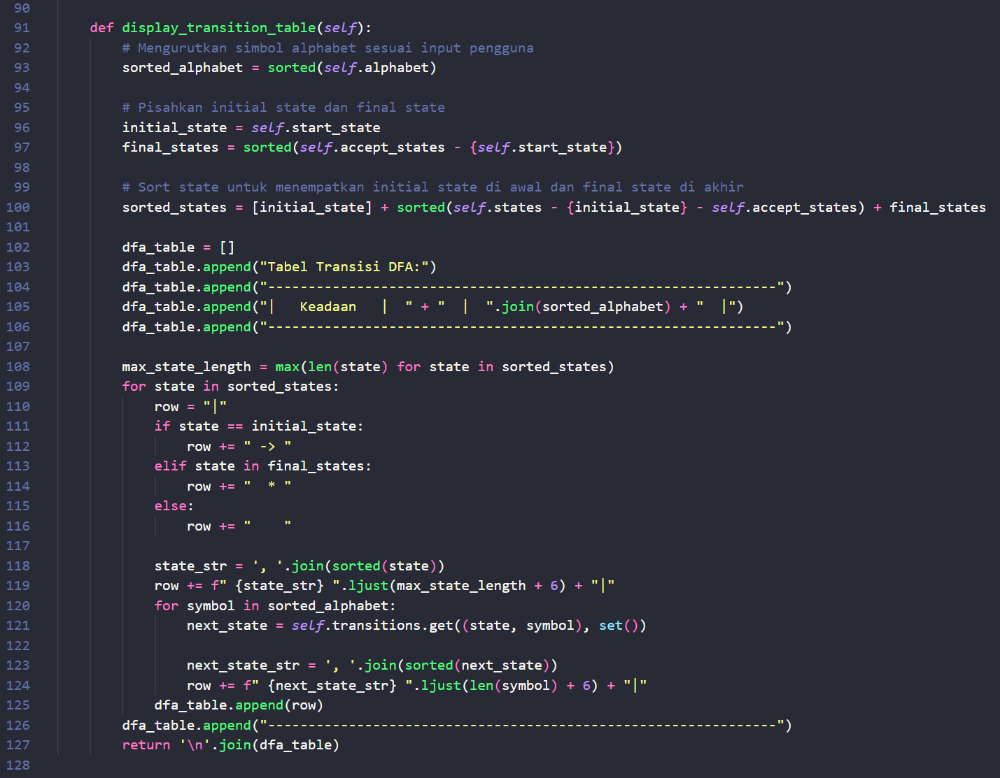 90
91 def display_transition_table(self):
92 # Mengurutkan simbol alphabet sesuai input pengguna
93 sorted_alphabet = sorted(self.alphabet)
94
95 # Pisahkan initial state dan final state
96 initial_state = self.start_state
97 final_states = sorted(self.accept_states - {self.start_state})
98
99 # Sort state untuk menempatkan initial state di awal dan final state di akhir
100 sorted_states = [initial_state] + sorted(self.states - {initial_state} - self.accept_states) + final_states
101
102 dfa_table = []
103 dfa_table.append("Tabel Transisi DFA:")
104 dfa_table.append("---------------------------------------------------------------")
105 dfa_table.append("|   Keadaan   |  " + "  |  ".join(sorted_alphabet) + "  |")
106 dfa_table.append("---------------------------------------------------------------")
107
108 max_state_length = max(len(state) for state in sorted_states)
109 for state in sorted_states:
110 row = "|"
111 if state == initial_state:
112 row += " -> "
113 elif state in final_states:
114 row += "  * "
115 else:
116 row += "    "
117
118 state_str = ', '.join(sorted(state))
119 row += f" {state_str} ".ljust(max_state_length + 6) + "|"
120 for symbol in sorted_alphabet:
121 next_state = self.transitions.get((state, symbol), set())
122
123 next_state_str = ', '.join(sorted(next_state))
124 row += f" {next_state_str} ".ljust(len(symbol) + 6) + "|"
125 dfa_table.append(row)
126 dfa_table.append("---------------------------------------------------------------")
127 return '\n'.join(dfa_table)
128